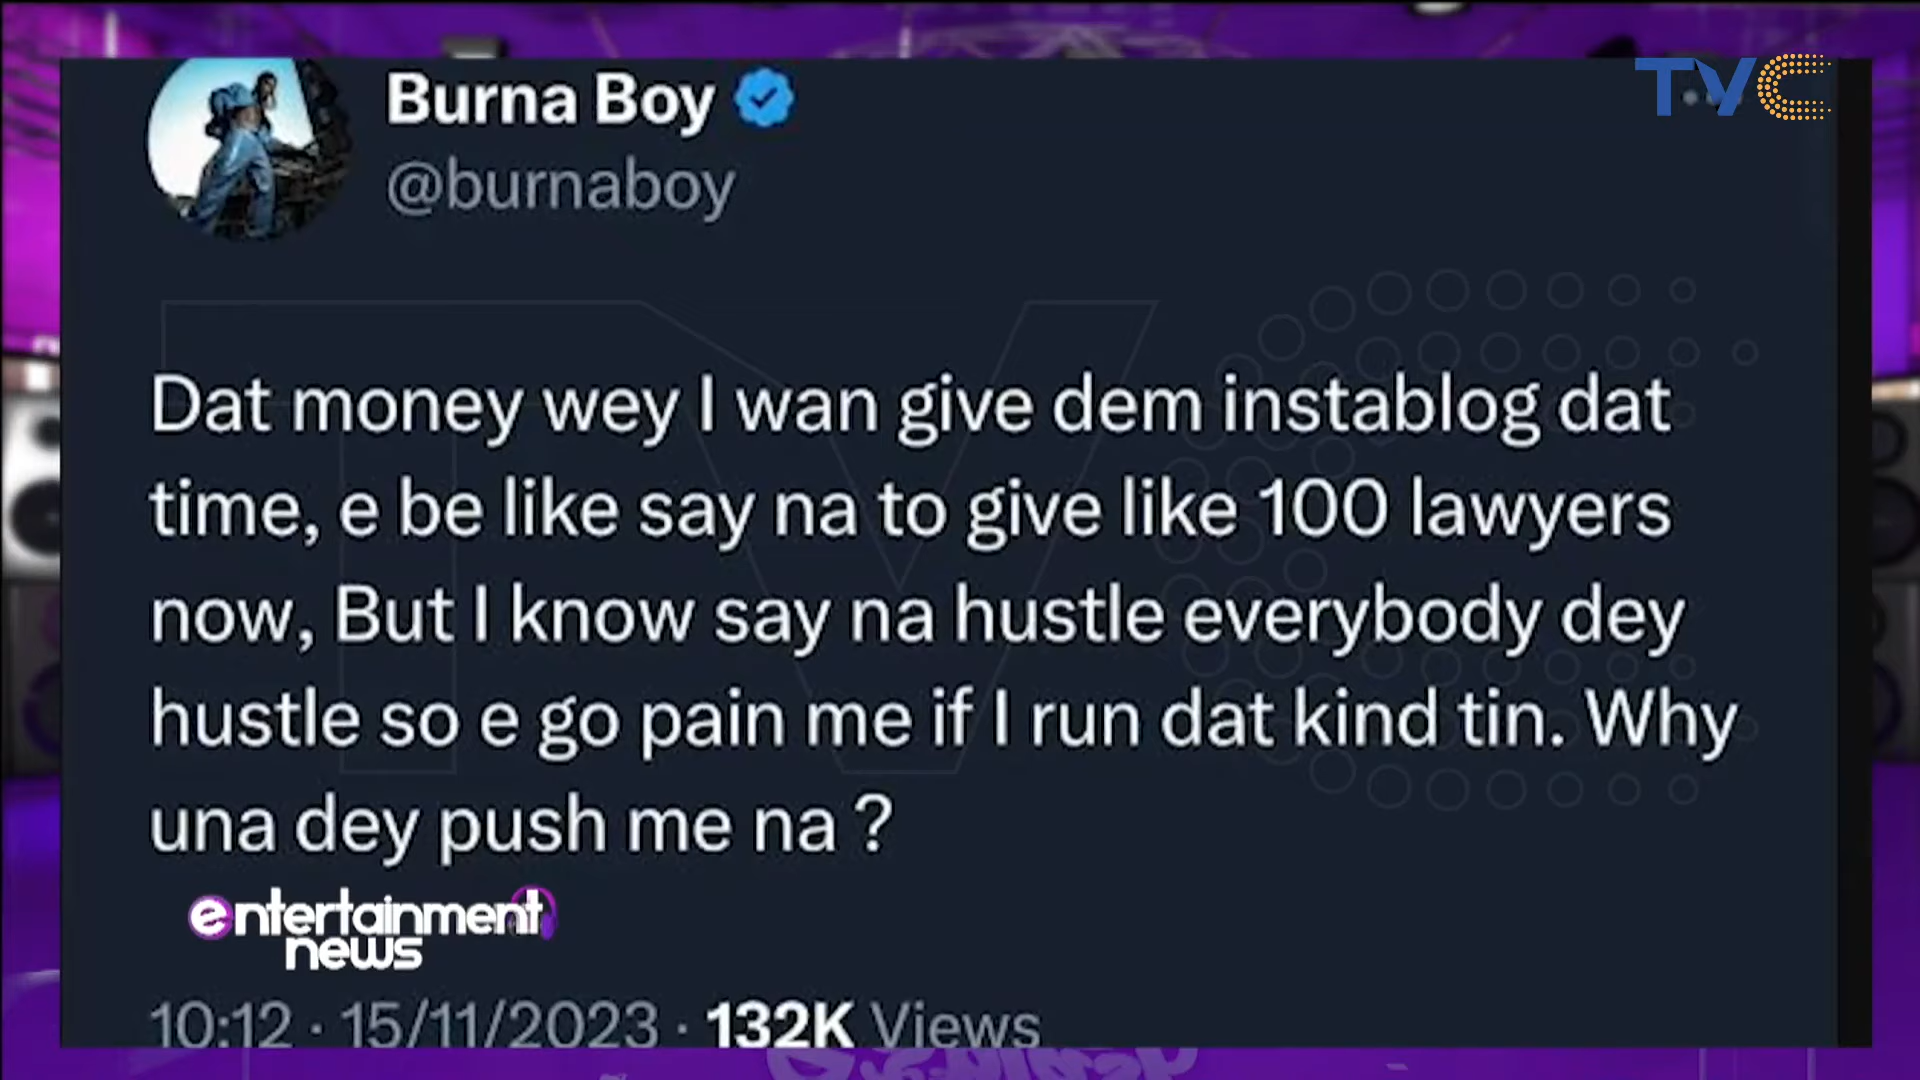 TVC
Burna Boy
@burnaboy
Dat money wey I wan give dem instablog dat
time, e be like say na to give like 100 lawyers
now, But I know say na hustle everybody dey
hustle so e go pain me if I run dat kind tin. Why
una dey push me na ?
entertainment
news
10:12 · 15/11/2023 · 132K Views